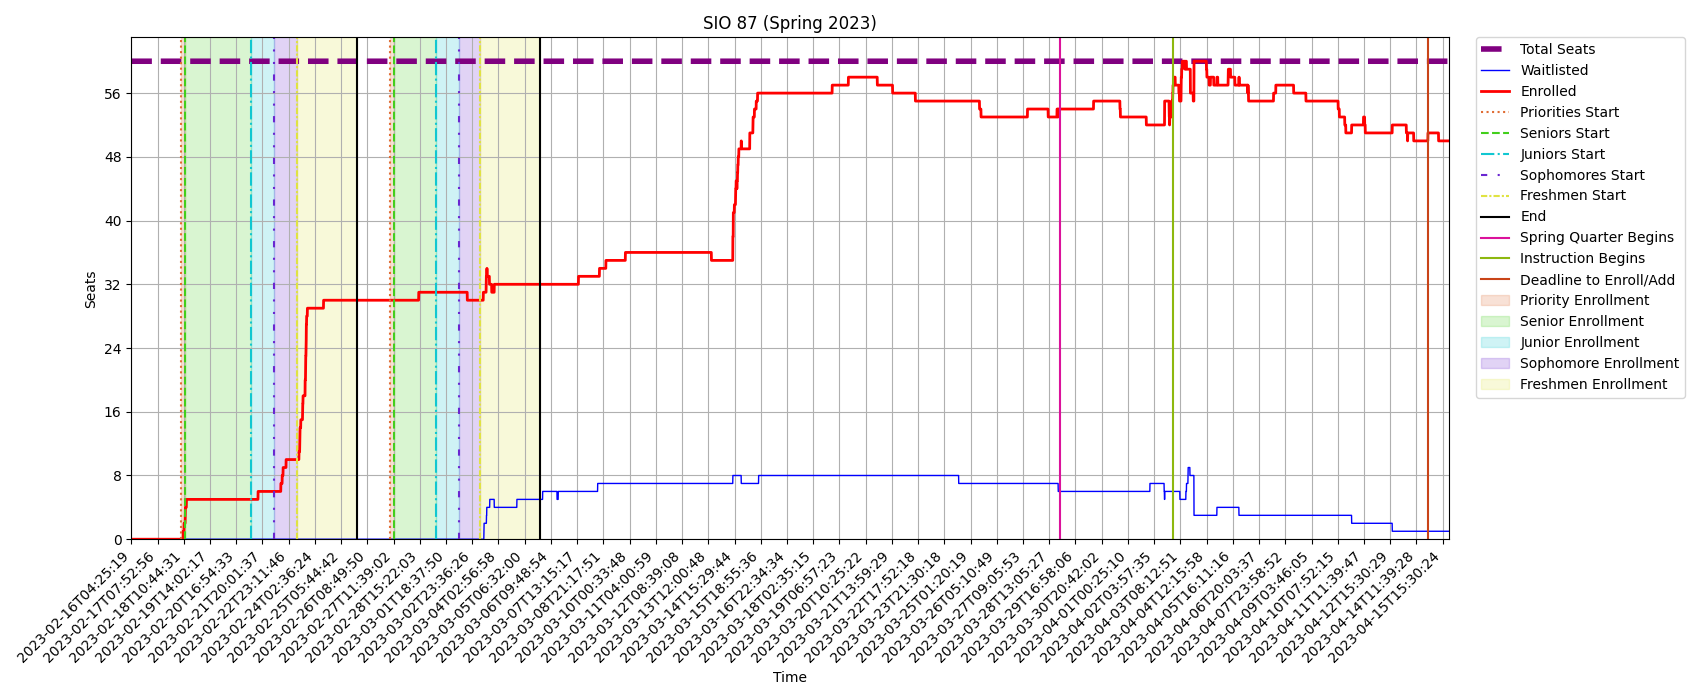 SIO 87 (Spring 2023)
Seats
56
48
40
32
24
16
8
0
2023-02-16T04:25:19
2023-02-17T07:52:56
2023-02-18T10:44:31
2023-02-19T14:02:17
2023-02-20T16:54:33
2023-02-21T20:01:37
2023-02-22T23:11:46
2023-02-24T02:36:24
2023-02-25T05:44:42
2023-02-26T08:49:50
2023-02-27T11:39:02
2023-02-28T15:22:03
2023-03-01T18:37:50
2023-03-02T23:36:26
2023-03-04T02:56:58
2023-03-05T06:32:00
2023-03-06T09:48:54
2023-03-07T13:15:17
2023-03-08T21:17:51
2023-03-10T00:33:48
2023-03-11T04:00:59
2023-03-12T08:39:08
2023-03-13T12:00:48
2023-03-14T15:29:44
2023-03-15T18:55:36
2023-03-16T22:34:34
2023-03-18T02:35:15
2023-03-19T06:57:23
2023-03-20T10:25:22
2023-03-21T13:59:29
2023-03-22T17:52:18
2023-03-23T21:30:18
2023-03-25T01:20:19
2023-03-26T05:10:49
2023-03-27T09:05:53
2023-03-28T13:05:27
2023-03-29T16:58:06
2023-03-30T20:42:02
2023-04-01T00:25:10
2023-04-02T03:57:35
2023-04-03T08:12:51
2023-04-04T12:15:58
2023-04-05T16:11:16
2023-04-06T20:03:37
2023-04-07T23:58:52
2023-04-09T03:46:05
2023-04-10T07:52:15
2023-04-11T11:39:47
2023-04-12T15:30:29
2023-04-14T11:39:28
2023-04-15T15:30:24
Time
Total Seats
Waitlisted
Enrolled
Priorities Start
Seniors Start
Juniors Start
Sophomores Start
Freshmen Start
End
Spring Quarter Begins
Instruction Begins
Deadline to Enroll/Add
Priority Enrollment
Senior Enrollment
Junior Enrollment
Sophomore Enrollment
Freshmen Enrollment